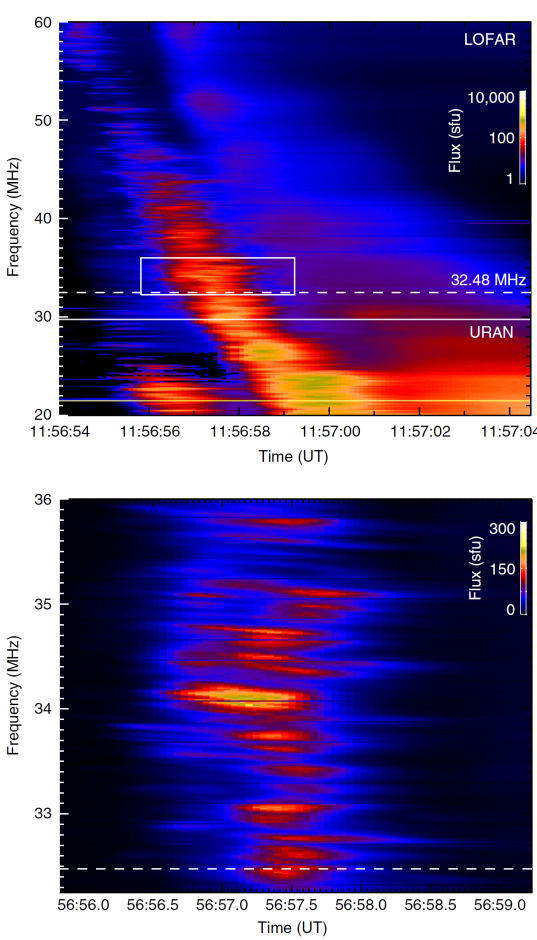 60
LOFAR
10,000
50
Flux (sfu)
100
1
Frequency (MHz)
40
32.48 MHz
30
URAN
20
11:56:54 11:56:56 11:56:58 11:57:00 11:57:02 11:57:04
Time (UT)
36
300
Flux (sfu)
150
35
0
Frequency (MHz)
34
33
56:56.0 56:56.5 56:57.0 56:57.5 56:58.0 56:58.5 56:59.0
Time (UT)